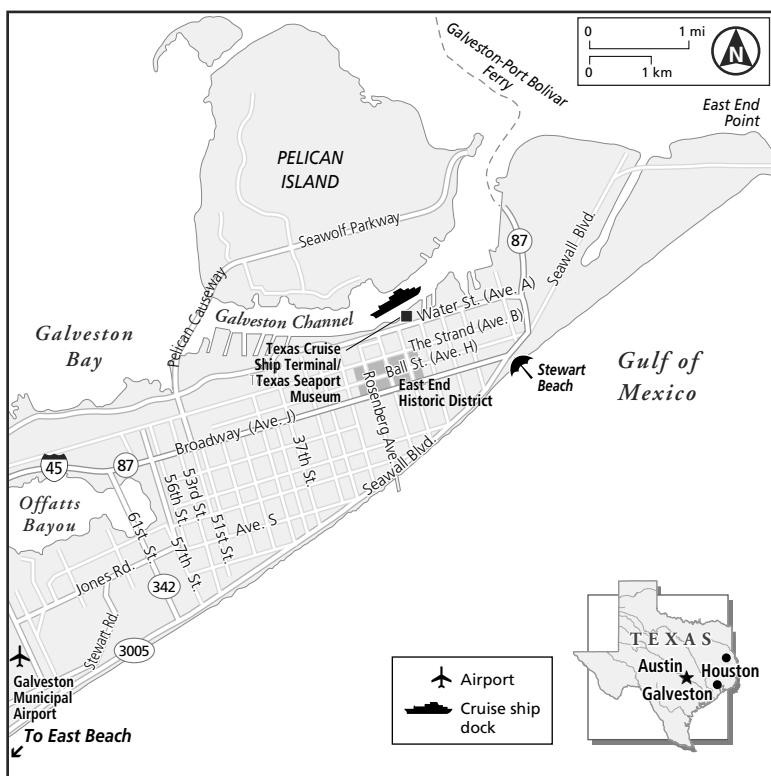 0 1 mi
0 1 km
N
Galveston-Port Bolivar
Ferry
East End
Point
PELICAN
ISLAND
Seawolf Parkway
87
Seawall Blvd.
Pelican Causeway
Galveston Channel
Water St. (Ave. A)
The Strand (Ave. B)
Ball St. (Ave. H)
Galveston
Bay
Texas Cruise
Ship Terminal/
Texas Seaport
Museum
Rosenberg Ave.
East End
Historic District
Stewart
Beach
Gulf of
Mexico
Broadway (Ave. J)
37th St.
Seawall Blvd.
45
87
Offatts
Bayou
61st St.
56th St.
57th St.
53rd St.
51st St.
Ave. S
Jones Rd.
342
Stewart Rd.
3005
Galveston
Municipal
Airport
To East Beach
Airport
Cruise ship
dock
TEXAS
Austin
Houston
Galveston